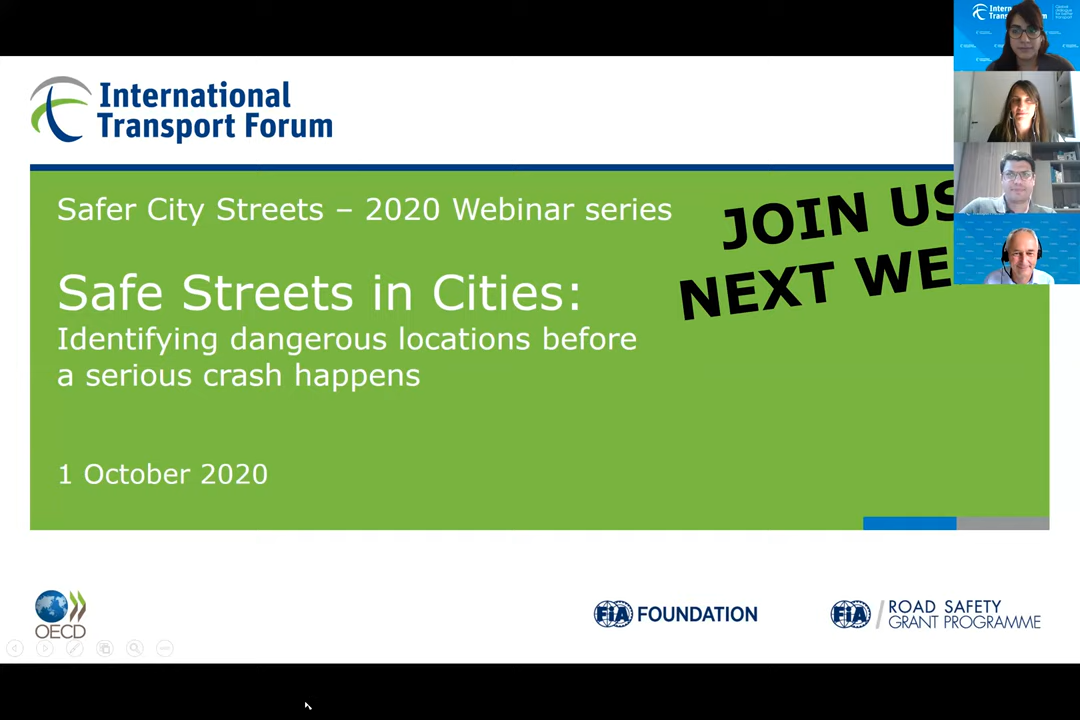 International
Transport Forum
Safer City Streets – 2020 Webinar series
JOIN US
NEXT WE
Safe Streets in Cities:
Identifying dangerous locations before
a serious crash happens
1 October 2020
OECD
FiA FOUNDATION
FiA ROAD SAFETY
GRANT PROGRAMME